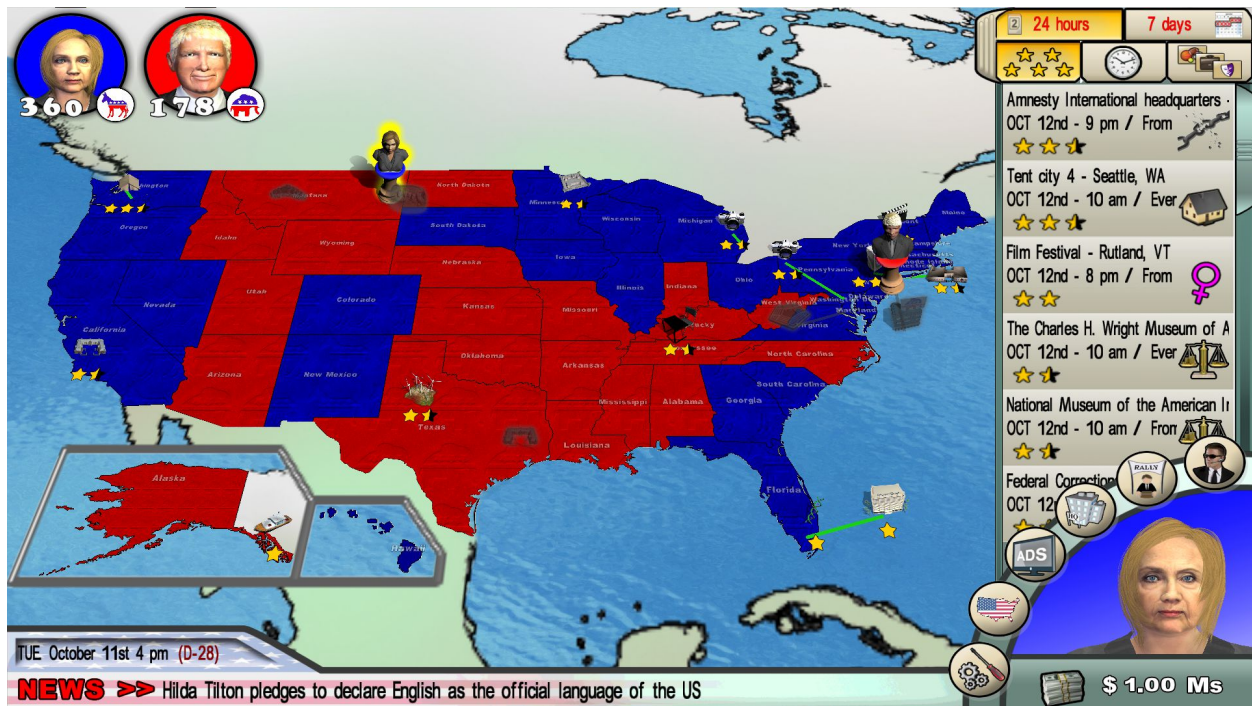 360
178
2
24 hours
7 days
Amnesty International headquarters
OCT 12nd - 9 pm / From
Tent city 4 - Seattle, WA
OCT 12nd - 10 am / Ever
Film Festival - Rutland, VT
OCT 12nd - 8 pm / From
The Charles H. Wright Museum of A
OCT 12nd - 10 am / Ever
National Museum of the American Ir
OCT 12nd - 10 am / From
Federal Correction
OCT 12
RALLY
HQ
ADS
Oregon
Idaho
North Dakota
South Dakota
Wyoming
Nebraska
Iowa
Wisconsin
Michigan
Maine
Pennsylvania
Ohio
Illinois
Indiana
West Virginia
Maryland
Nevada
Utah
Colorado
Kansas
Missouri
California
Arizona
New Mexico
Oklahoma
Arkansas
North Carolina
South Carolina
Mississippi
Alabama
Georgia
Texas
Louisiana
Florida
Alaska
Hawaii
TUE October 11st 4 pm (D-28)
NEWS >> Hilda Tilton pledges to declare English as the official language of the US
$ 1.00 Ms